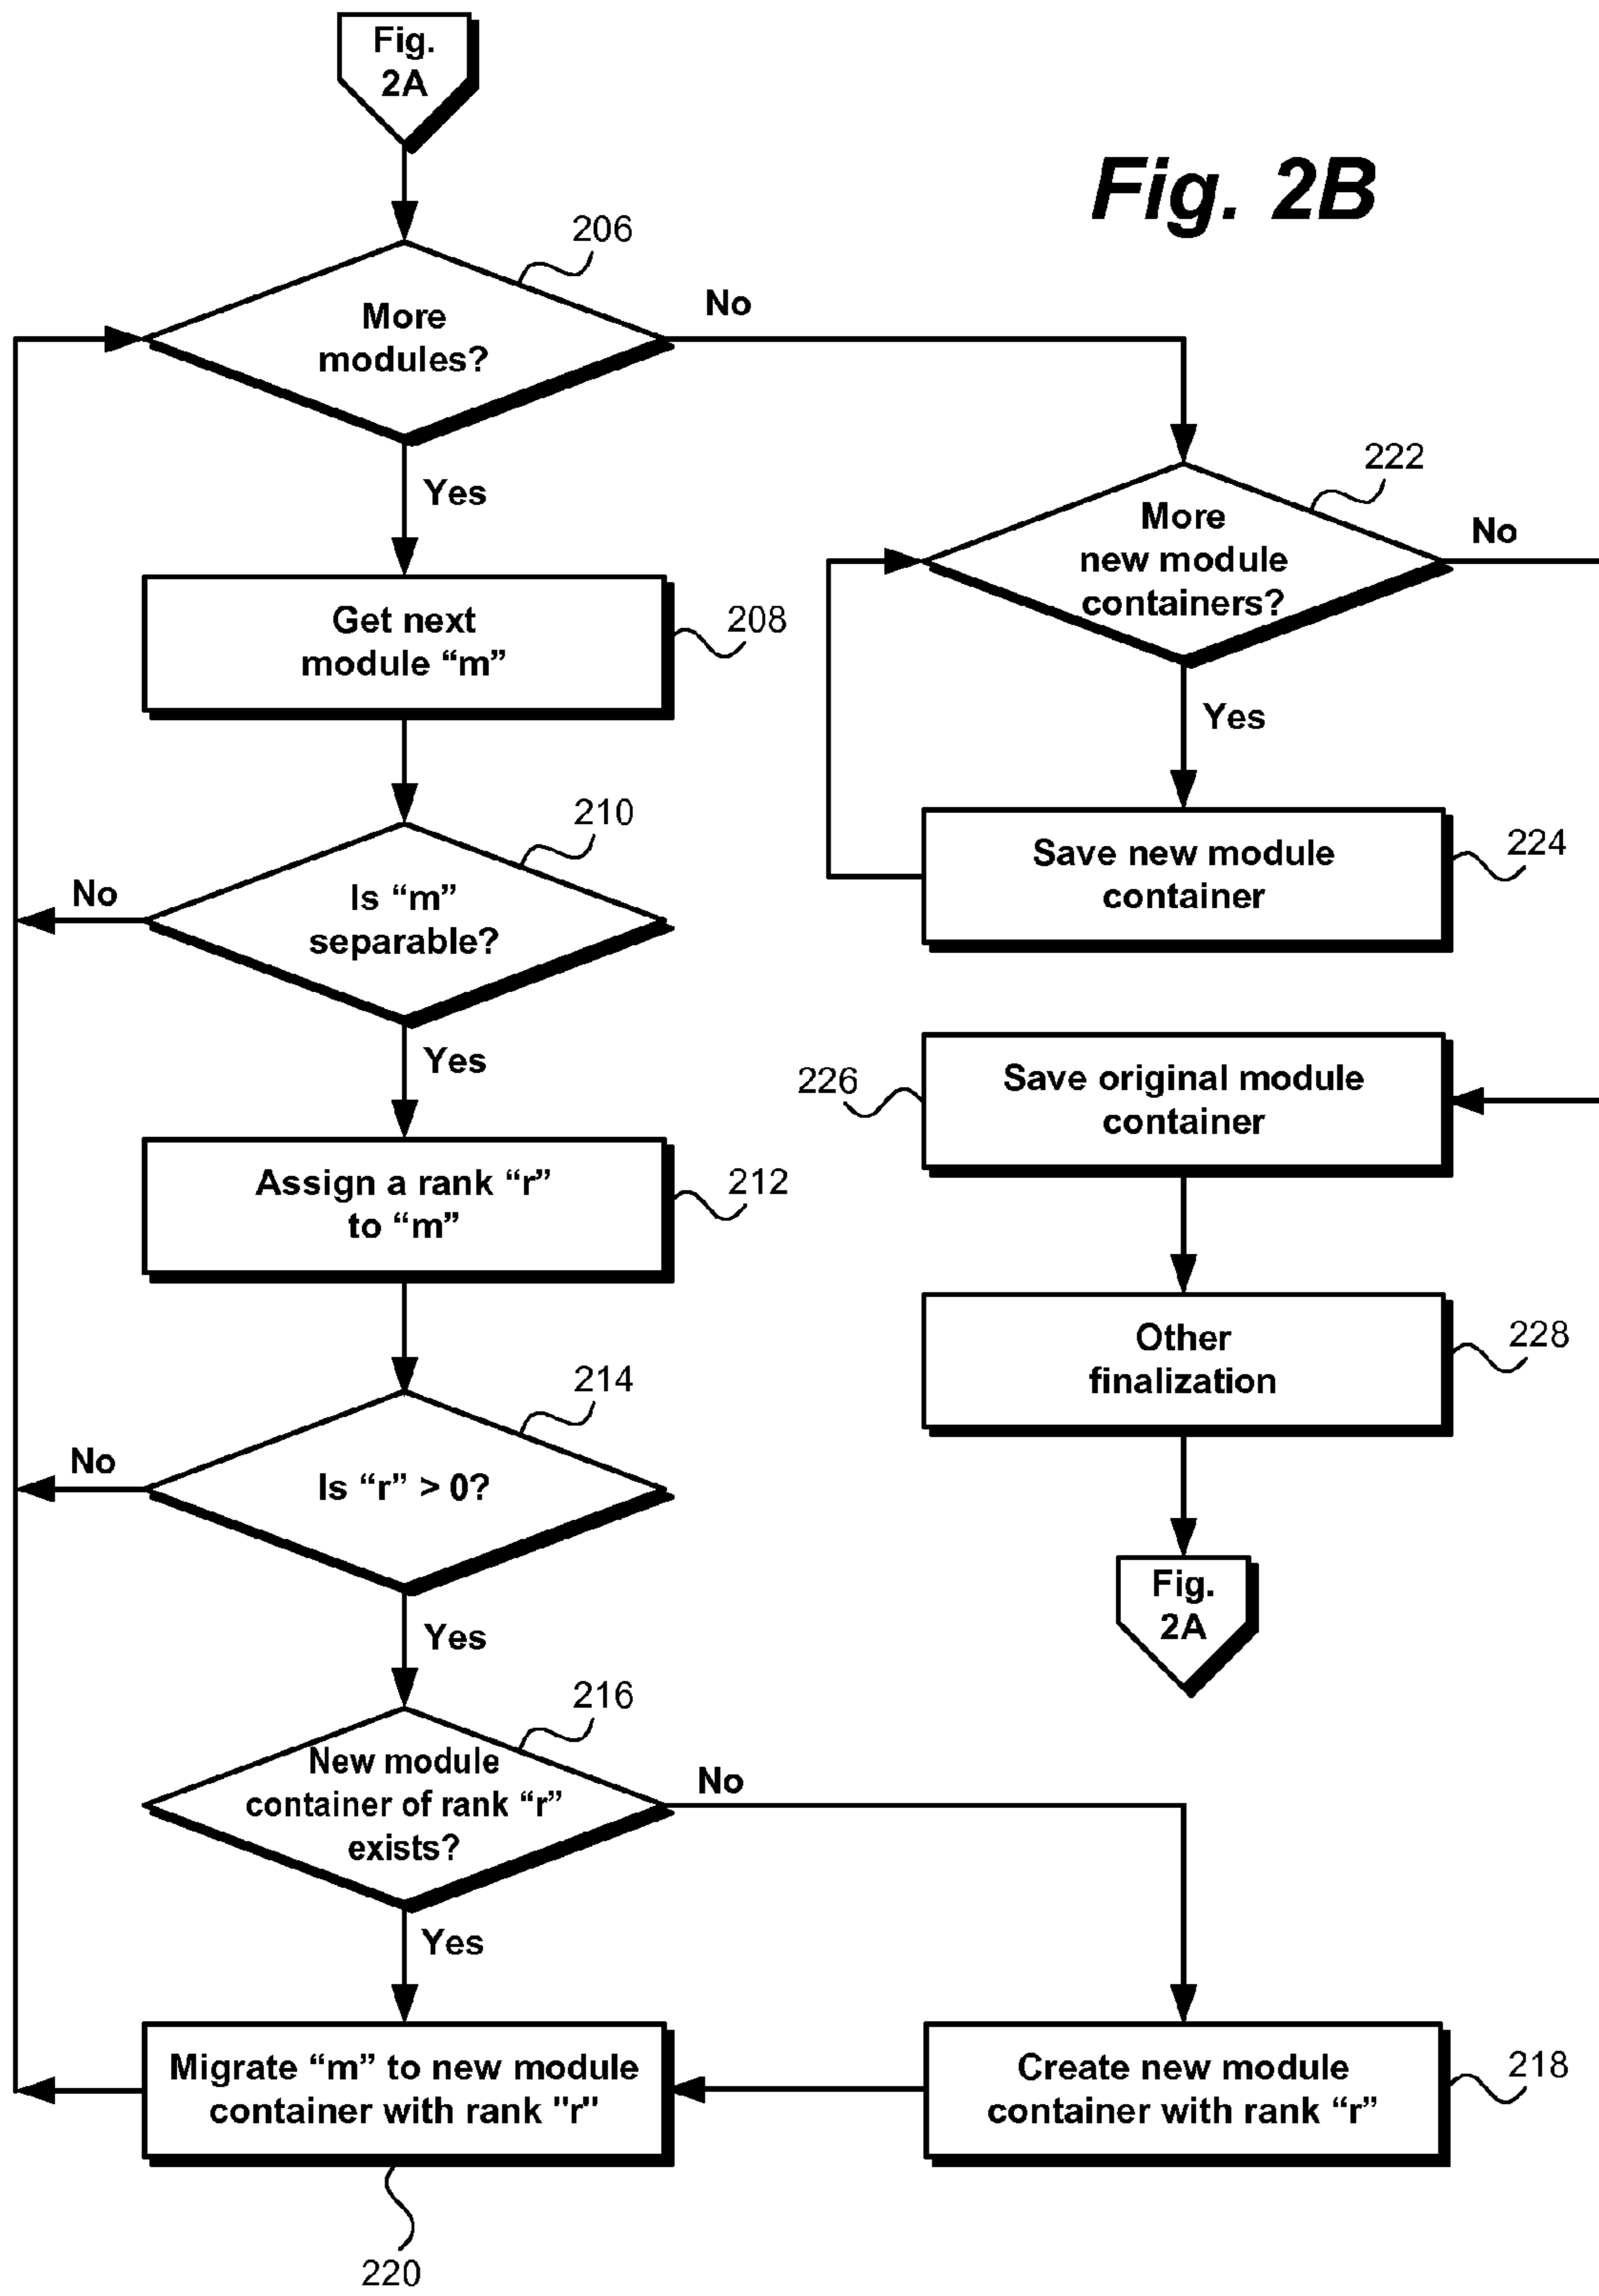 Fig.
2A
Fig. 2B
206
More
modules?
No
Yes
Get next
module “m”
208
210
Is “m”
separable?
No
Yes
Assign a rank “r”
to “m”
212
214
Is “r” > 0?
No
Yes
216
New module
container of rank “r”
exists?
No
Yes
Migrate “m” to new module
container with rank "r"
220
Create new module
container with rank “r”
218
222
More
new module
containers?
No
Yes
Save new module
container
224
226
Save original module
container
Other
finalization
228
Fig.
2A